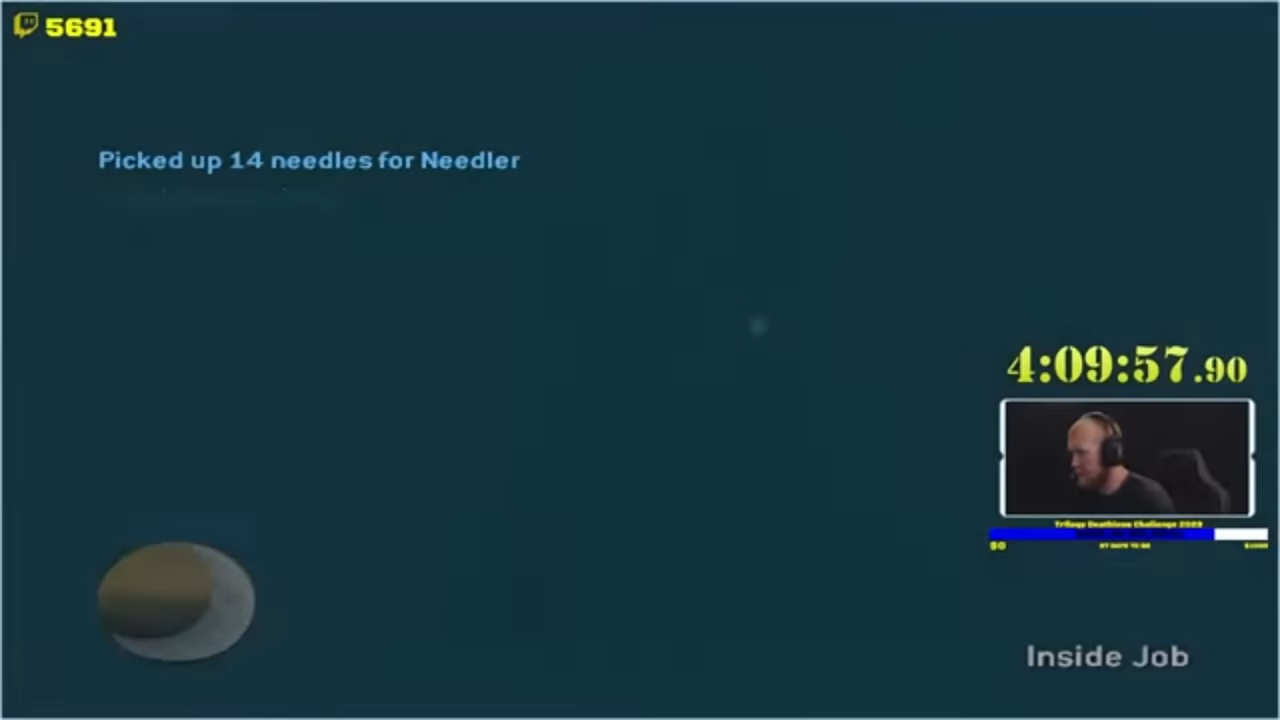 5691
Picked up 14 needles for Needler
4:09:57.90
Trilogy Deathless Challenge 2023
$0
Inside Job